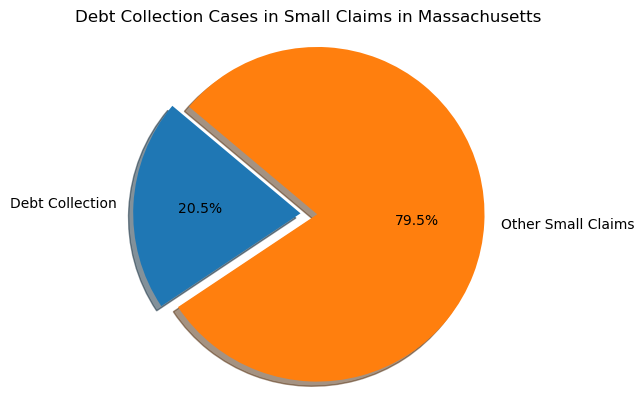 Debt Collection Cases in Small Claims in Massachusetts
Debt Collection
20.5%
79.5%
Other Small Claims